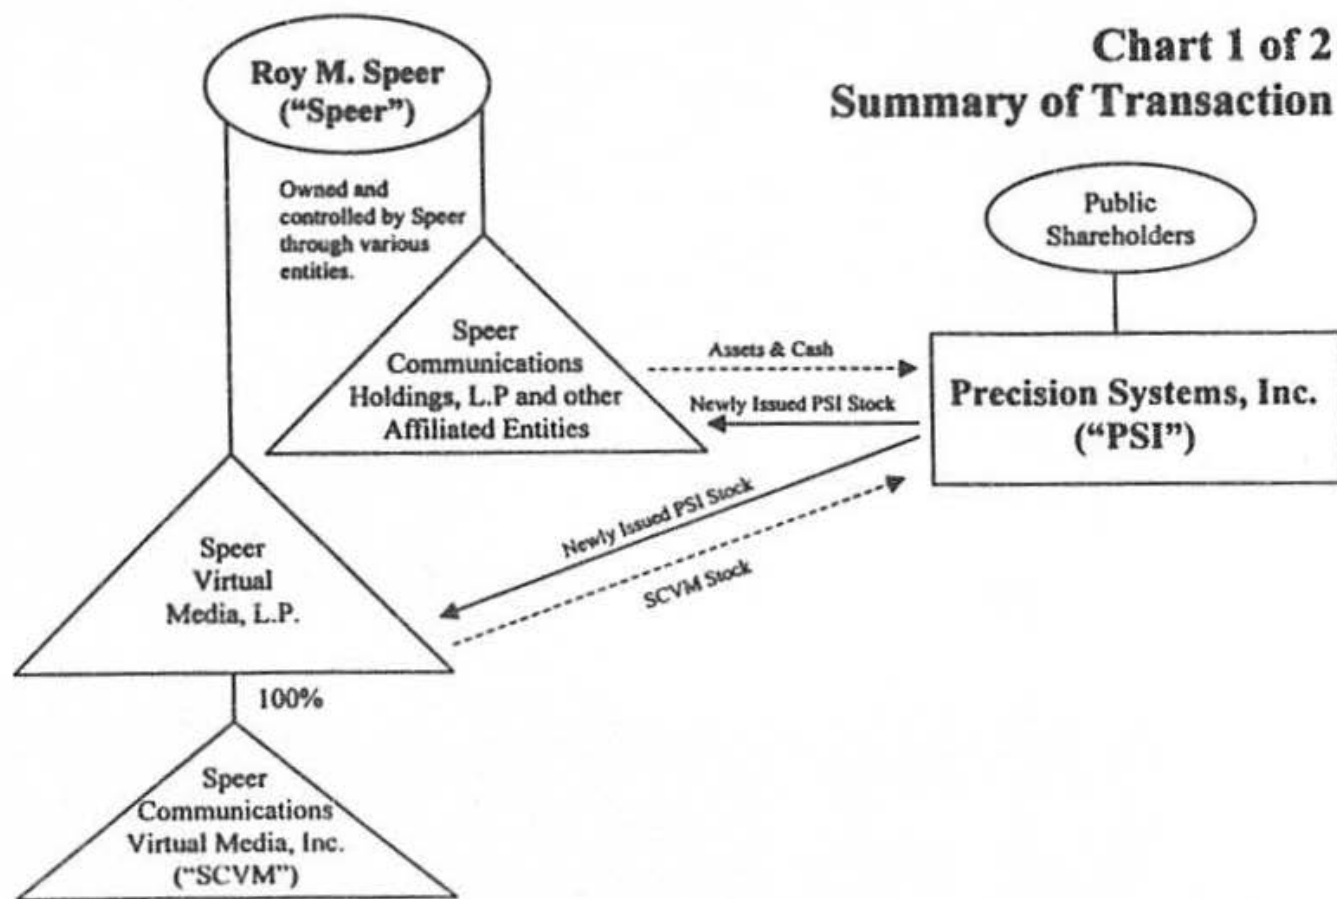 Chart 1 of 2
Summary of Transaction
Roy M. Speer
(“Speer”)
Owned and
controlled by Speer
through various
entities.
Public
Shareholders
Speer
Communications
Holdings, L.P and other
Affiliated Entities
Assets & Cash
Newly Issued PSI Stock
Precision Systems, Inc.
(“PSI”)
Newly Issued PSI Stock
SCVM Stock
Speer
Virtual
Media, L.P.
100%
Speer
Communications
Virtual Media, Inc.
(“SCVM”)